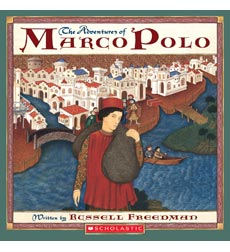 The Adventures of
MARCO POLO
Written by RUSSELL FREEDMAN
SCHOLASTIC